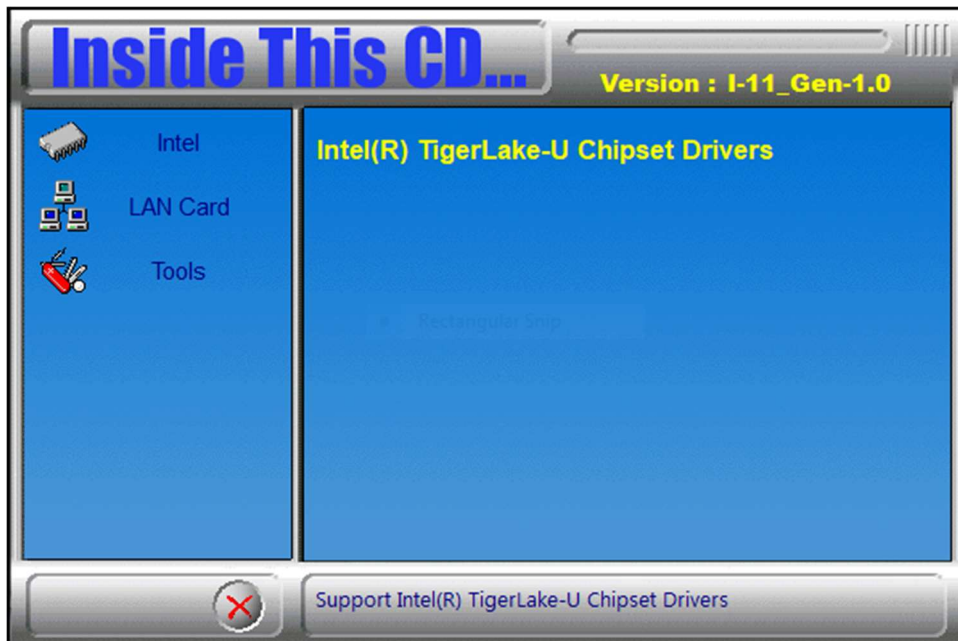 Inside This CD...
Version : I-11_Gen-1.0
Intel
LAN Card
Tools
Intel(R) TigerLake-U Chipset Drivers
Rectangular Snip
Support Intel(R) TigerLake-U Chipset Drivers